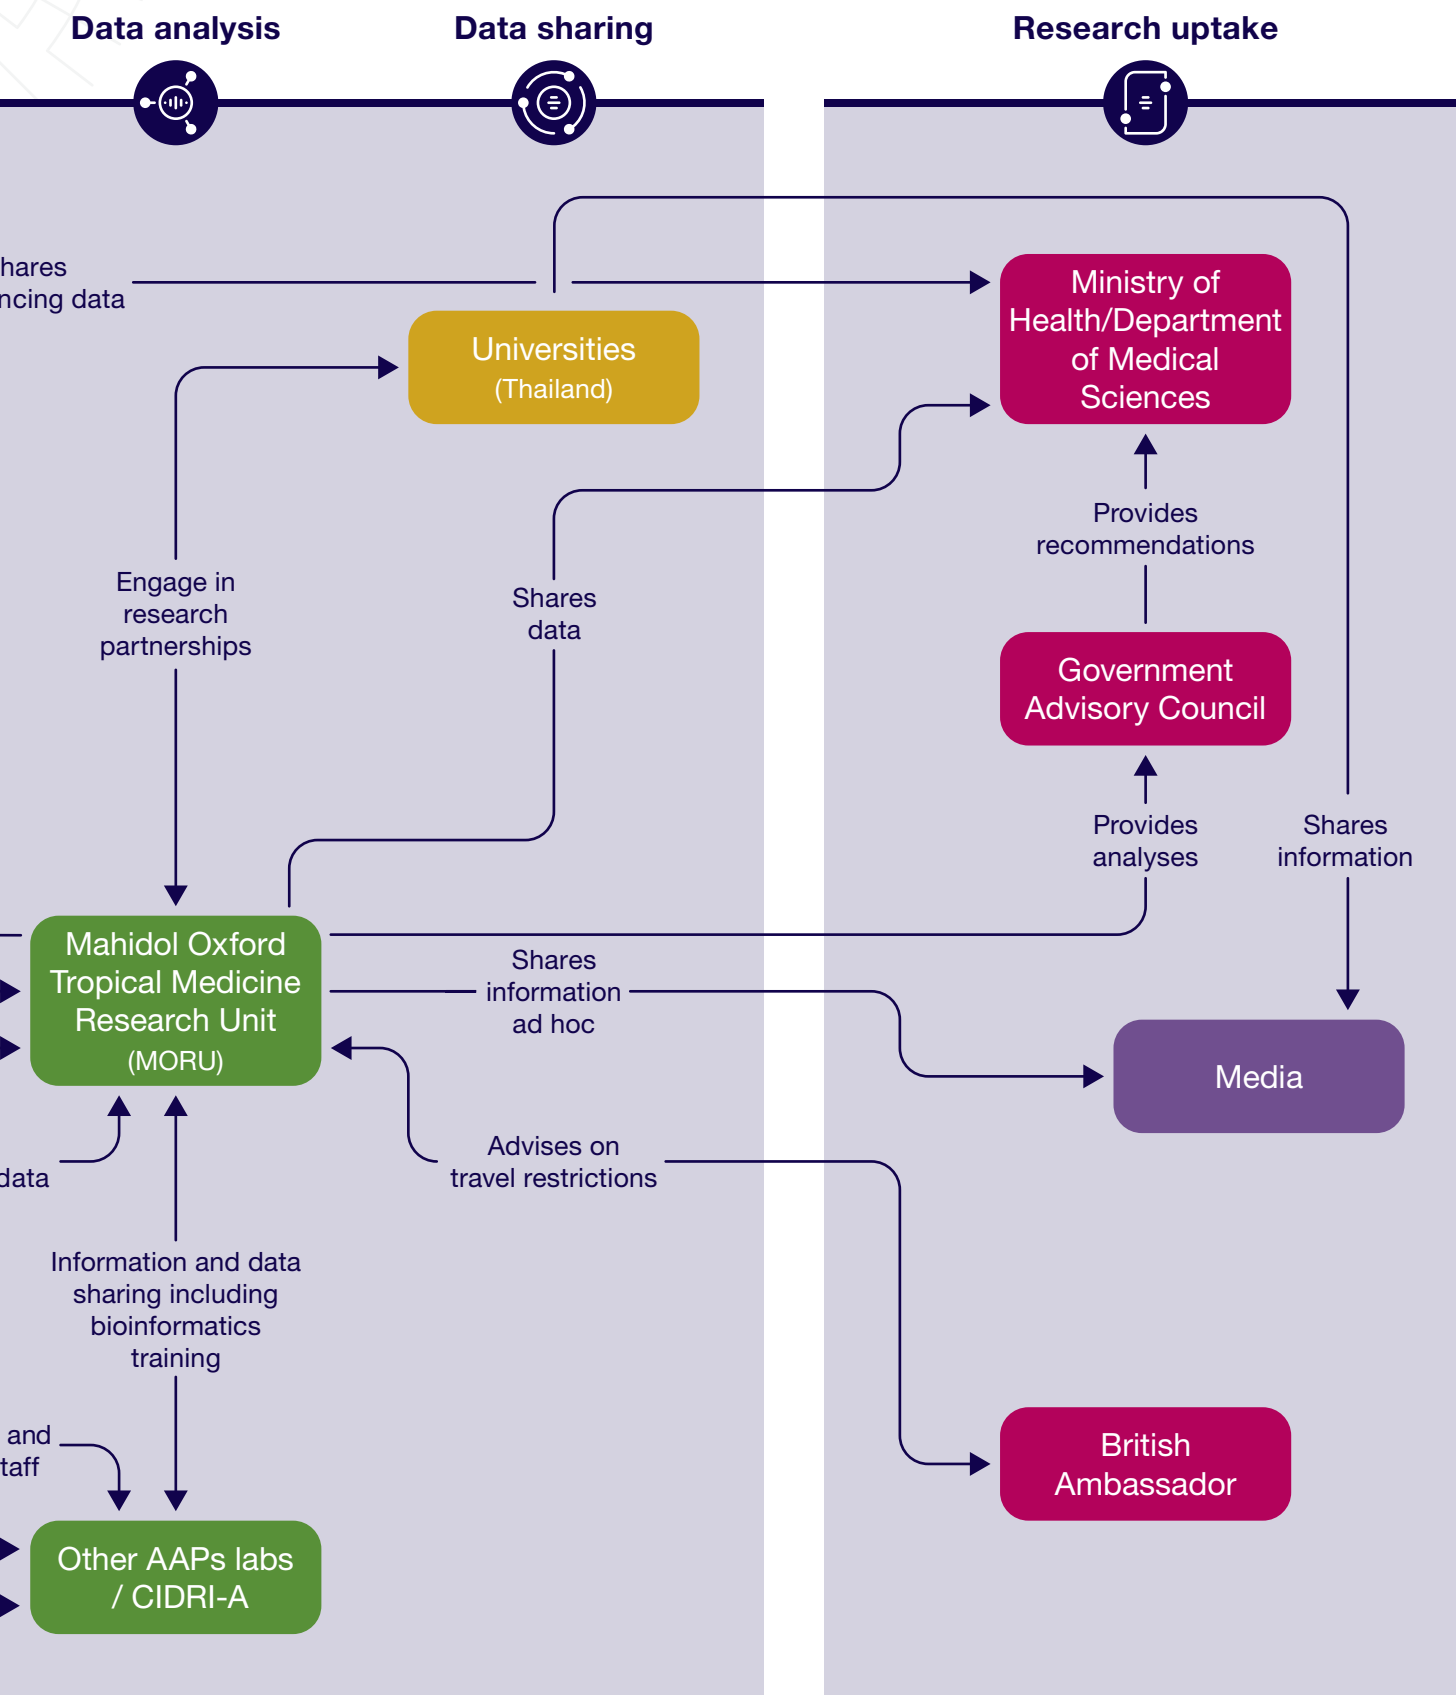 Data analysis
Data sharing
Research uptake
hares
ncing data
Universities
(Thailand)
Ministry of
Health/Department
of Medical
Sciences
Provides
recommendations
Engage in
research
partnerships
Shares
data
Government
Advisory Council
Provides
analyses
Shares
information
Mahidol Oxford
Tropical Medicine
Research Unit
(MORU)
Shares
information
ad hoc
Media
Advises on
travel restrictions
data
Information and data
sharing including
bioinformatics
training
and
taff
British
Ambassador
Other AAPs labs
/ CIDRI-A